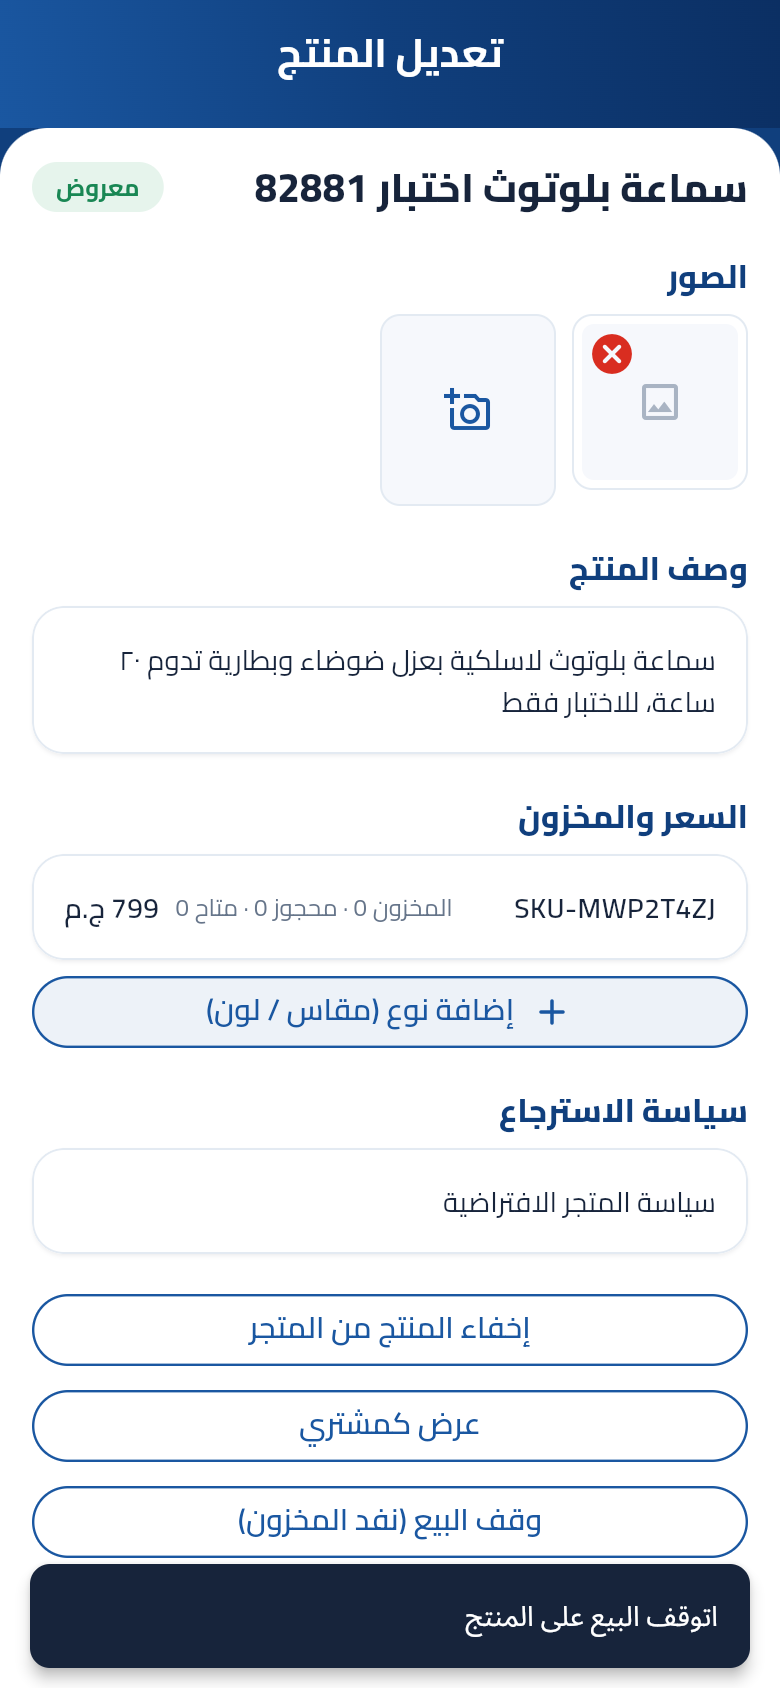 تعديل المنتج
سماعة بلوتوث اختبار 82881
معروض
الصور
وصف المنتج
سماعة بلوتوث لاسلكية بعزل ضوضاء وبطارية تدوم ٢٠
ساعة، للاختبار فقط
السعر والمخزون
SKU-MWP2T4ZJ المخزون 0 · محجوز 0 · متاح 0 799 ج.م
إضافة نوع (مقاس / لون)
سياسة الاسترجاع
سياسة المتجر الافتراضية
إخفاء المنتج من المتجر
عرض كمشتري
وقف البيع (نفد المخزون)
اتوقف البيع على المنتج